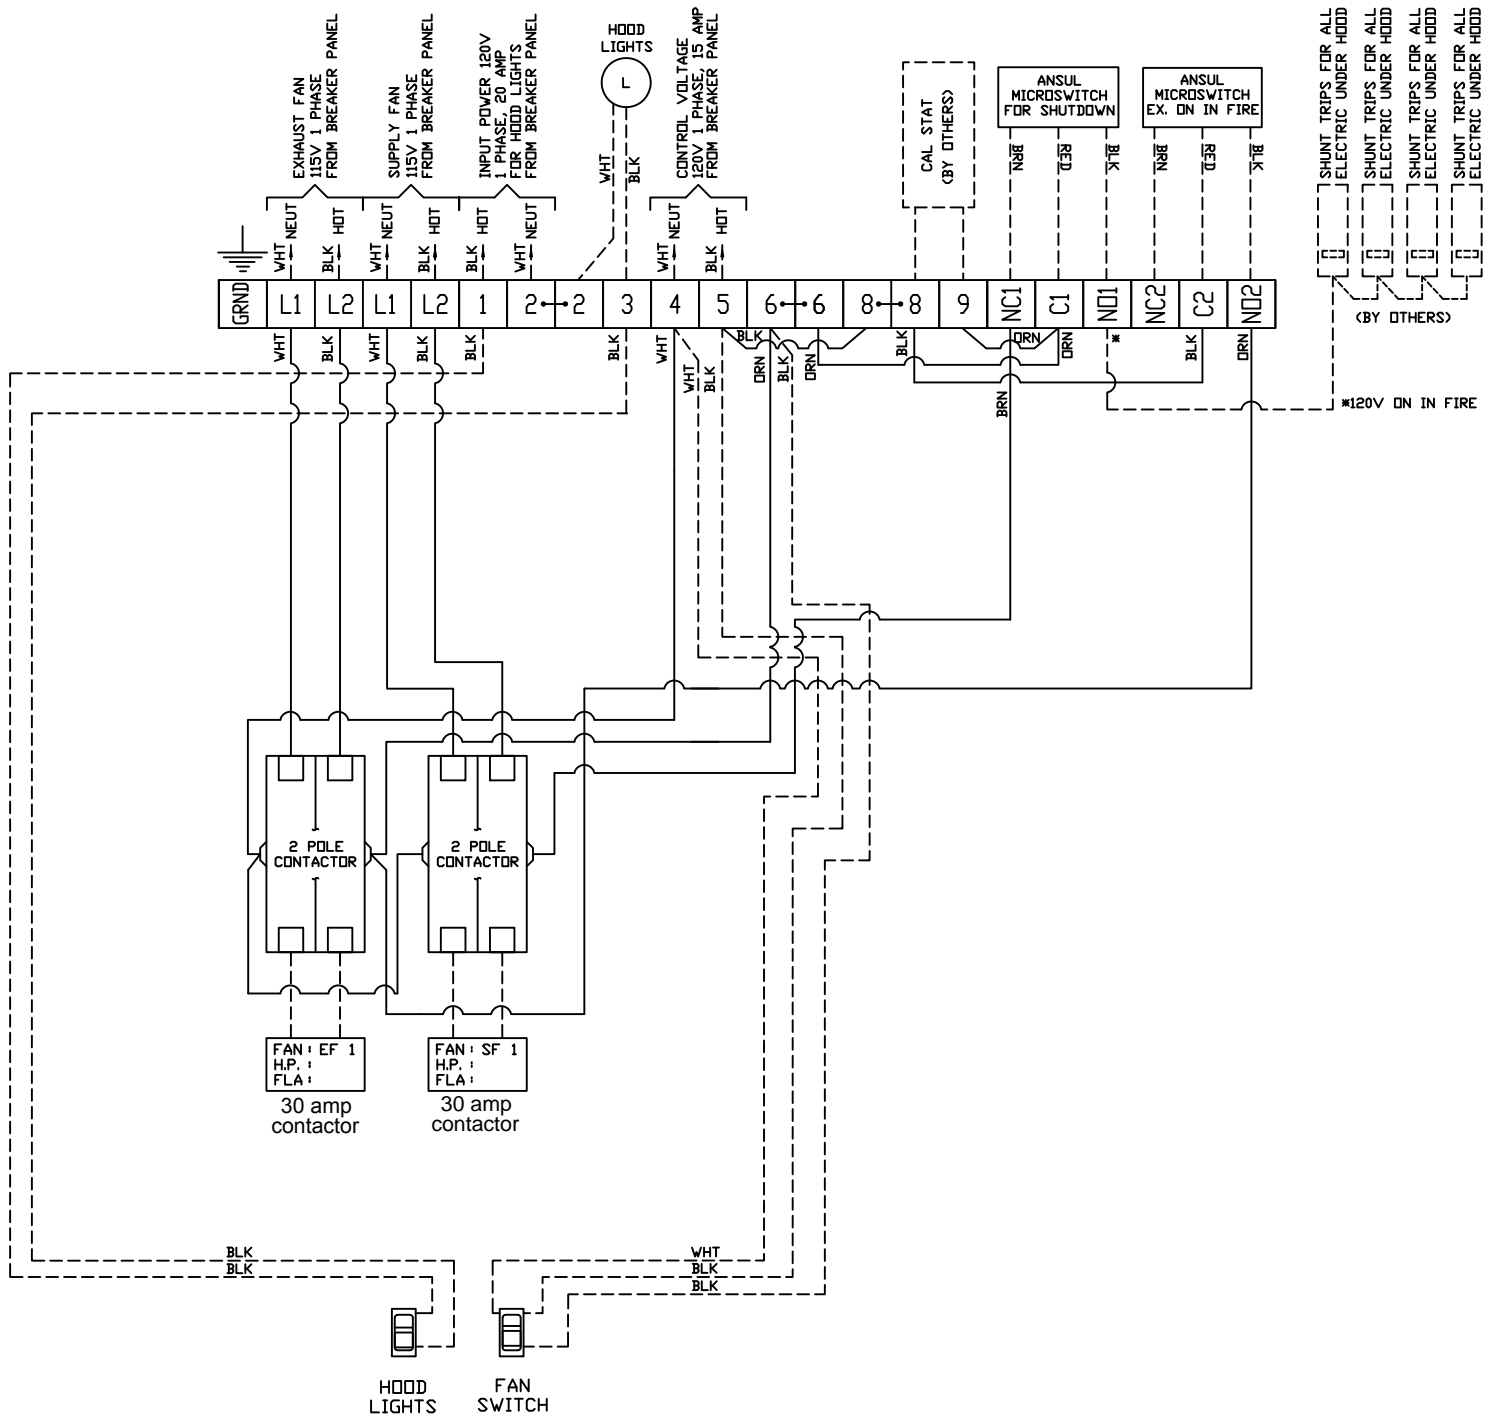 EXHAUST FAN
115V 1 PHASE
FROM BREAKER PANEL
SUPPLY FAN
115V 1 PHASE
FROM BREAKER PANEL
INPUT POWER 120V
1 PHASE, 20 AMP
FOR HOOD LIGHTS
FROM BREAKER PANEL
HOOD
LIGHTS
L
CONTROL VOLTAGE
120V 1 PHASE, 15 AMP
FROM BREAKER PANEL
CAL STAT
(BY OTHERS)
ANSUL
MICROSWITCH
FOR SHUTDOWN
ANSUL
MICROSWITCH
EX. ON IN FIRE
SHUNT TRIPS FOR ALL
ELECTRIC UNDER HOOD
SHUNT TRIPS FOR ALL
ELECTRIC UNDER HOOD
SHUNT TRIPS FOR ALL
ELECTRIC UNDER HOOD
SHUNT TRIPS FOR ALL
ELECTRIC UNDER HOOD
(BY OTHERS)
WHT NEUT
BLK HOT
WHT NEUT
BLK HOT
BLK HOT
WHT NEUT
WHT
BLK
WHT NEUT
BLK HOT
BRN
RED
BLK
BRN
RED
BLK
GRND L1 L2 L1 L2 1 2 2 3 4 5 6 6 8 8 9 NC1 C1 NO1 NC2 C2 NO2
WHT
BLK
WHT
BLK
BLK
BLK
WHT
WHT
BLK
BLK
ORN
BLK
ORN
BLK
ORN
ORN
*
BLK
ORN
BRN
*120V ON IN FIRE
2 POLE
CONTACTOR
2 POLE
CONTACTOR
FAN: EF 1
H.P. :
FLA:
30 amp
contactor
FAN: SF 1
H.P. :
FLA:
30 amp
contactor
BLK
BLK
WHT
BLK
BLK
HOOD
LIGHTS
FAN
SWITCH